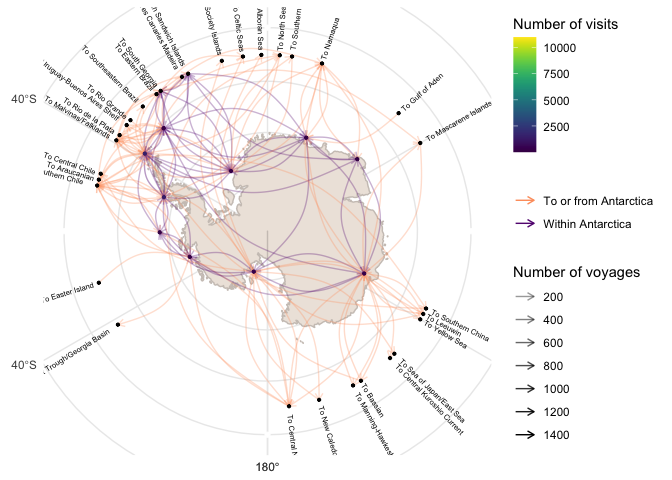 Number of visits
10000
7500
5000
2500
To or from Antarctica
Within Antarctica
Number of voyages
200
400
600
800
1000
1200
1400
40°S
40°S
180°
Sandwich Islands
es Canaries Madeira
To South Georgia
To Eastern Brazil
To Southeastern Brazil
To Rio Grande
Uruguay-Buenos Aires Shelf
To Rio de la Plata
To Malvinas/Falklands
To Central Chile
To Araucanian
uthern Chile
o Easter Island
Trough/Georgia Basin
Society Islands
o Celtic Seas
Alboran Sea
To North Sea
To Southern
To Namaqua
To Gulf of Aden
To Mascarene Islands
To Southern China
To Leeuwin
To Yellow Sea
To Sea of Japan/East Sea
To Central Kuroshio Current
To Bassian
To Manning-Hawkes
To New Caled
To Central N